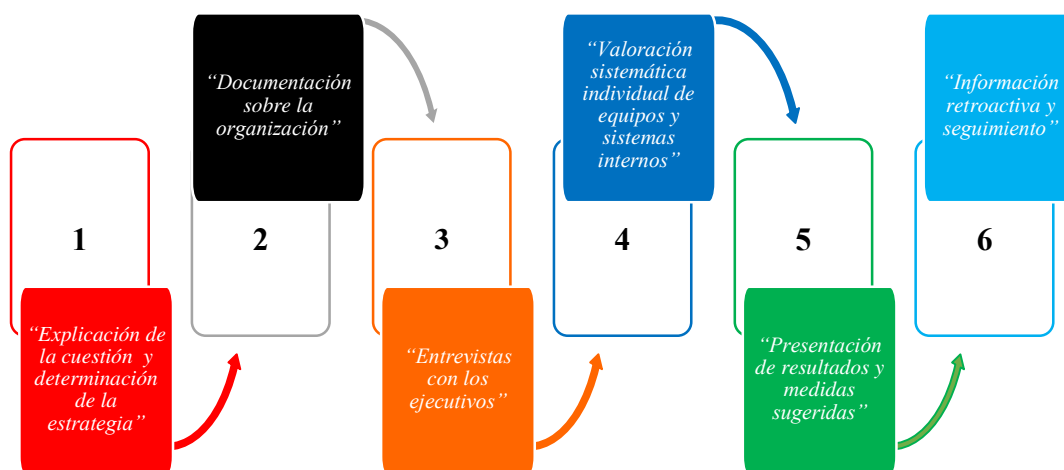 1
“Explicación de
la cuestión y
determinación
de la
estrategia”
2
“Documentación
sobre la
organización”
3
“Entrevistas
con los
ejecutivos”
4
“Valoración
sistemática
individual de
equipos y
sistemas
internos”
5
“Presentación
de resultados y
medidas
sugeridas”
6
“Información
retroactiva y
seguimiento”